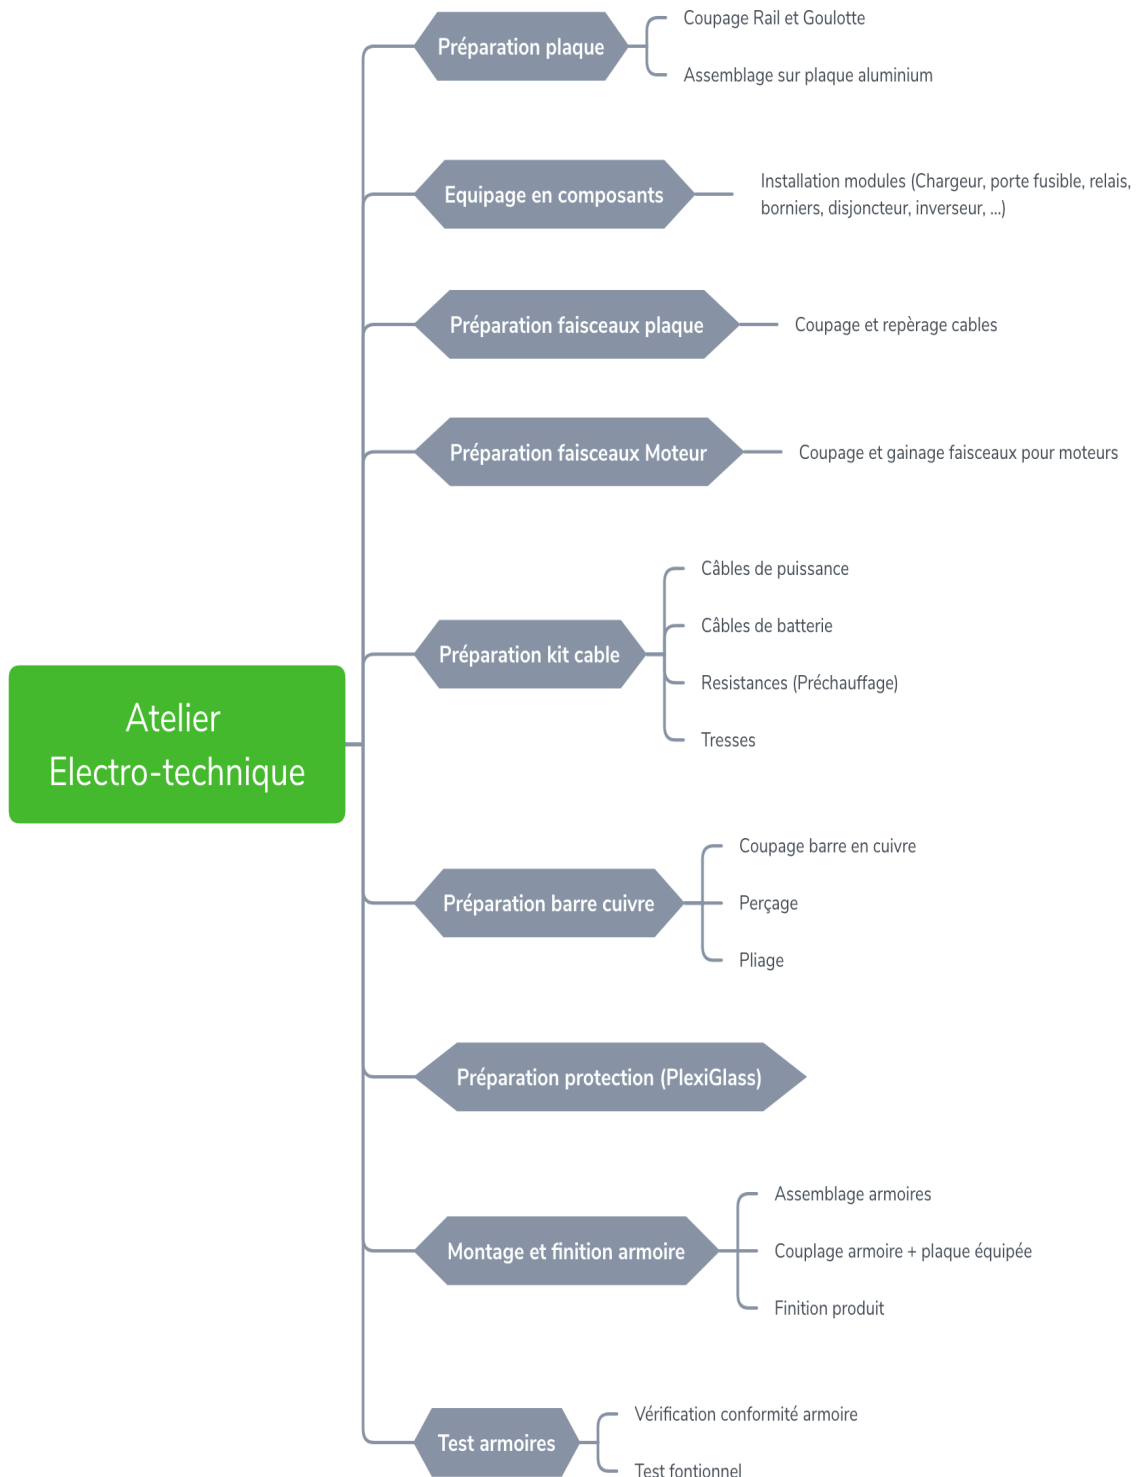 Atelier
Electro-technique
Préparation plaque
Coupage Rail et Goulotte
Assemblage sur plaque aluminium
Equipage en composants
Installation modules (Chargeur, porte fusible, relais,
borniers, disjoncteur, inverseur, ...)
Préparation faisceaux plaque
Coupage et repèrage cables
Préparation faisceaux Moteur
Coupage et gainage faisceaux pour moteurs
Préparation kit cable
Câbles de puissance
Câbles de batterie
Resistances (Préchauffage)
Tresses
Préparation barre cuivre
Coupage barre en cuivre
Perçage
Pliage
Préparation protection (PlexiGlass)
Montage et finition armoire
Assemblage armoires
Couplage armoire + plaque équipée
Finition produit
Test armoires
Vérification conformité armoire
Test fontionnel